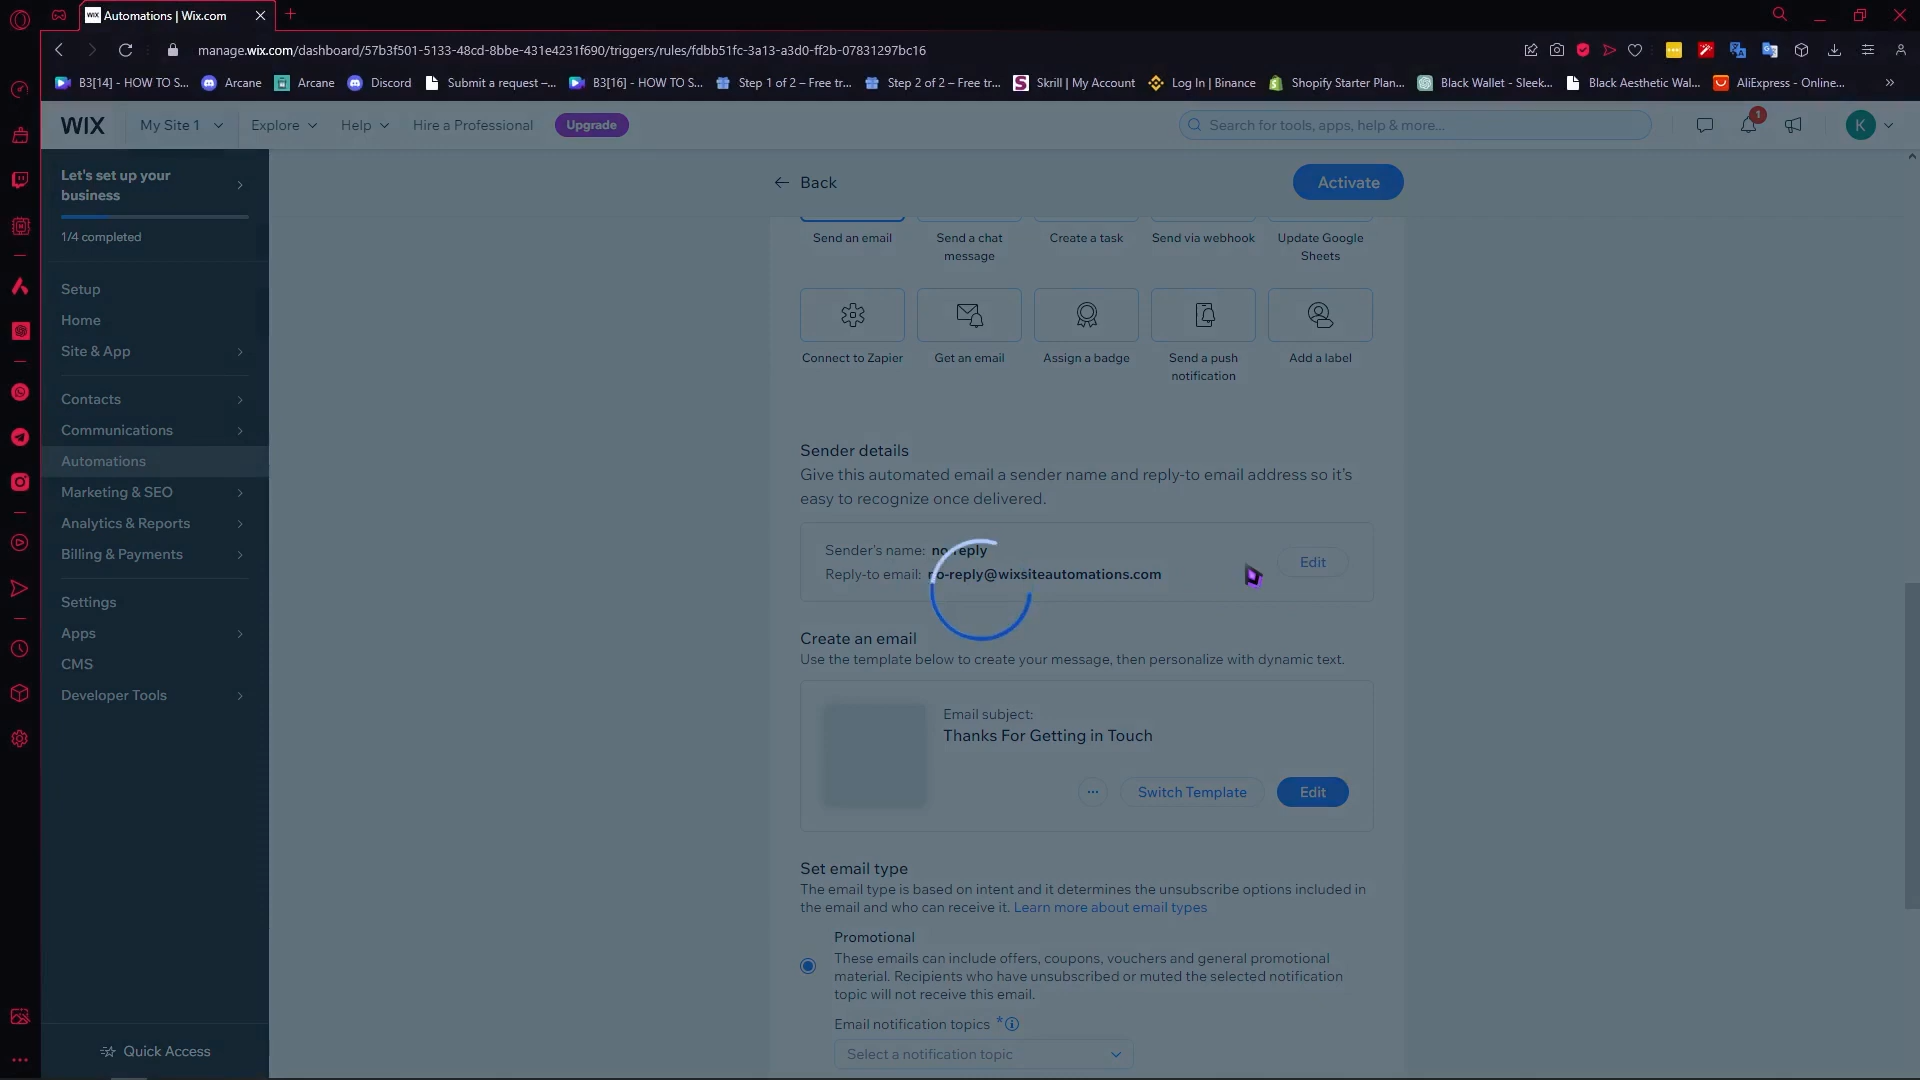 Automations | Wix.com
manage.wix.com/dashboard/57b3f501-5133-48cd-8bbe-431e4231f690/triggers/rules/fdbb51fc-3a13-a3d0-ff2b-07831297bc16
B3[14] - HOW TO S... Arcane Arcane Discord Submit a request –... B3[16] - HOW TO S... Step 1 of 2 – Free tr... Step 2 of 2 – Free tr... Skrill | My Account Log In | Binance Shopify Starter Plan,... Black Wallet - Sleek... Black Aesthetic Wal... AliExpress - Online...
WIX My Site 1 Explore Help Hire a Professional Upgrade Search for tools, apps, help & more... 1 K
Let's set up your
business
1/4 completed
Setup
Home
Site & App
Contacts
Communications
Automations
Marketing & SEO
Analytics & Reports
Billing & Payments
Settings
Apps
CMS
Developer Tools
Quick Access
Back Activate
Send an email Send a chat message Create a task Send via webhook Update Google Sheets
Connect to Zapier Get an email Assign a badge Send a push notification Add a label
Sender details
Give this automated email a sender name and reply-to email address so it's
easy to recognize once delivered.
Sender's name: no-reply
Reply-to email: no-reply@wixsiteautomations.com
Edit
Create an email
Use the template below to create your message, then personalize with dynamic text.
Email subject:
Thanks For Getting in Touch
Switch Template Edit
Set email type
The email type is based on intent and it determines the unsubscribe options included in
the email and who can receive it. Learn more about email types
Promotional
These emails can include offers, coupons, vouchers and general promotional
material. Recipients who have unsubscribed or muted the selected notification
topic will not receive this email.
Email notification topics *
Select a notification topic